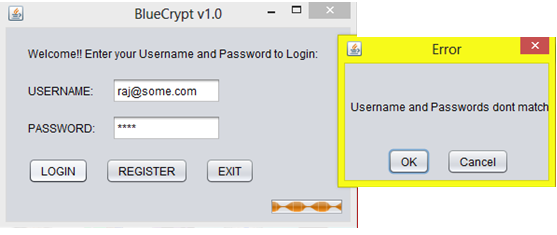 BlueCrypt v1.0
Welcome!! Enter your Username and Password to Login:
USERNAME: raj@some.com
PASSWORD: ****
LOGIN REGISTER EXIT
Error
Username and Passwords dont match
OK Cancel